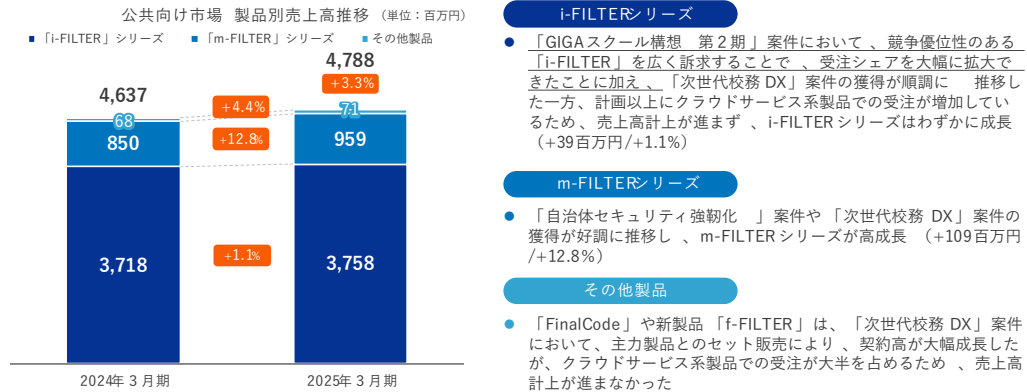 公共向け市場 製品別売上高推移 （単位：百万円）
■「i-FILTER」シリーズ ■「m-FILTER」シリーズ ■その他製品
4,637
68
850
3,718
+4.4%
+12.8%
+1.1%
4,788
+3.3%
71
959
3,758
2024年３月期
2025年３月期
i-FILTERシリーズ
● 「GIGAスクール構想 第２期」案件において、競争優位性のある
「i-FILTER」を広く訴求することで、受注シェアを大幅に拡大で
きたことに加え、「次世代校務 DX」案件の獲得が順調に 推移し
た一方、計画以上にクラウドサービス系製品での受注が増加してい
るため、売上高計上が進まず、i-FILTERシリーズはわずかに成長
（+39百万円/+1.1%）
m-FILTERシリーズ
● 「自治体セキュリティ強靭化 」案件や「次世代校務 DX」案件の
獲得が好調に推移し、m-FILTERシリーズが高成長 （+109百万円
/+12.8%）
その他製品
● 「FinalCode」や新製品「f-FILTER」は、「次世代校務 DX」案件
において、主力製品とのセット販売により、契約高が大幅成長した
が、クラウドサービス系製品での受注が大半を占めるため、売上高
計上が進まなかった